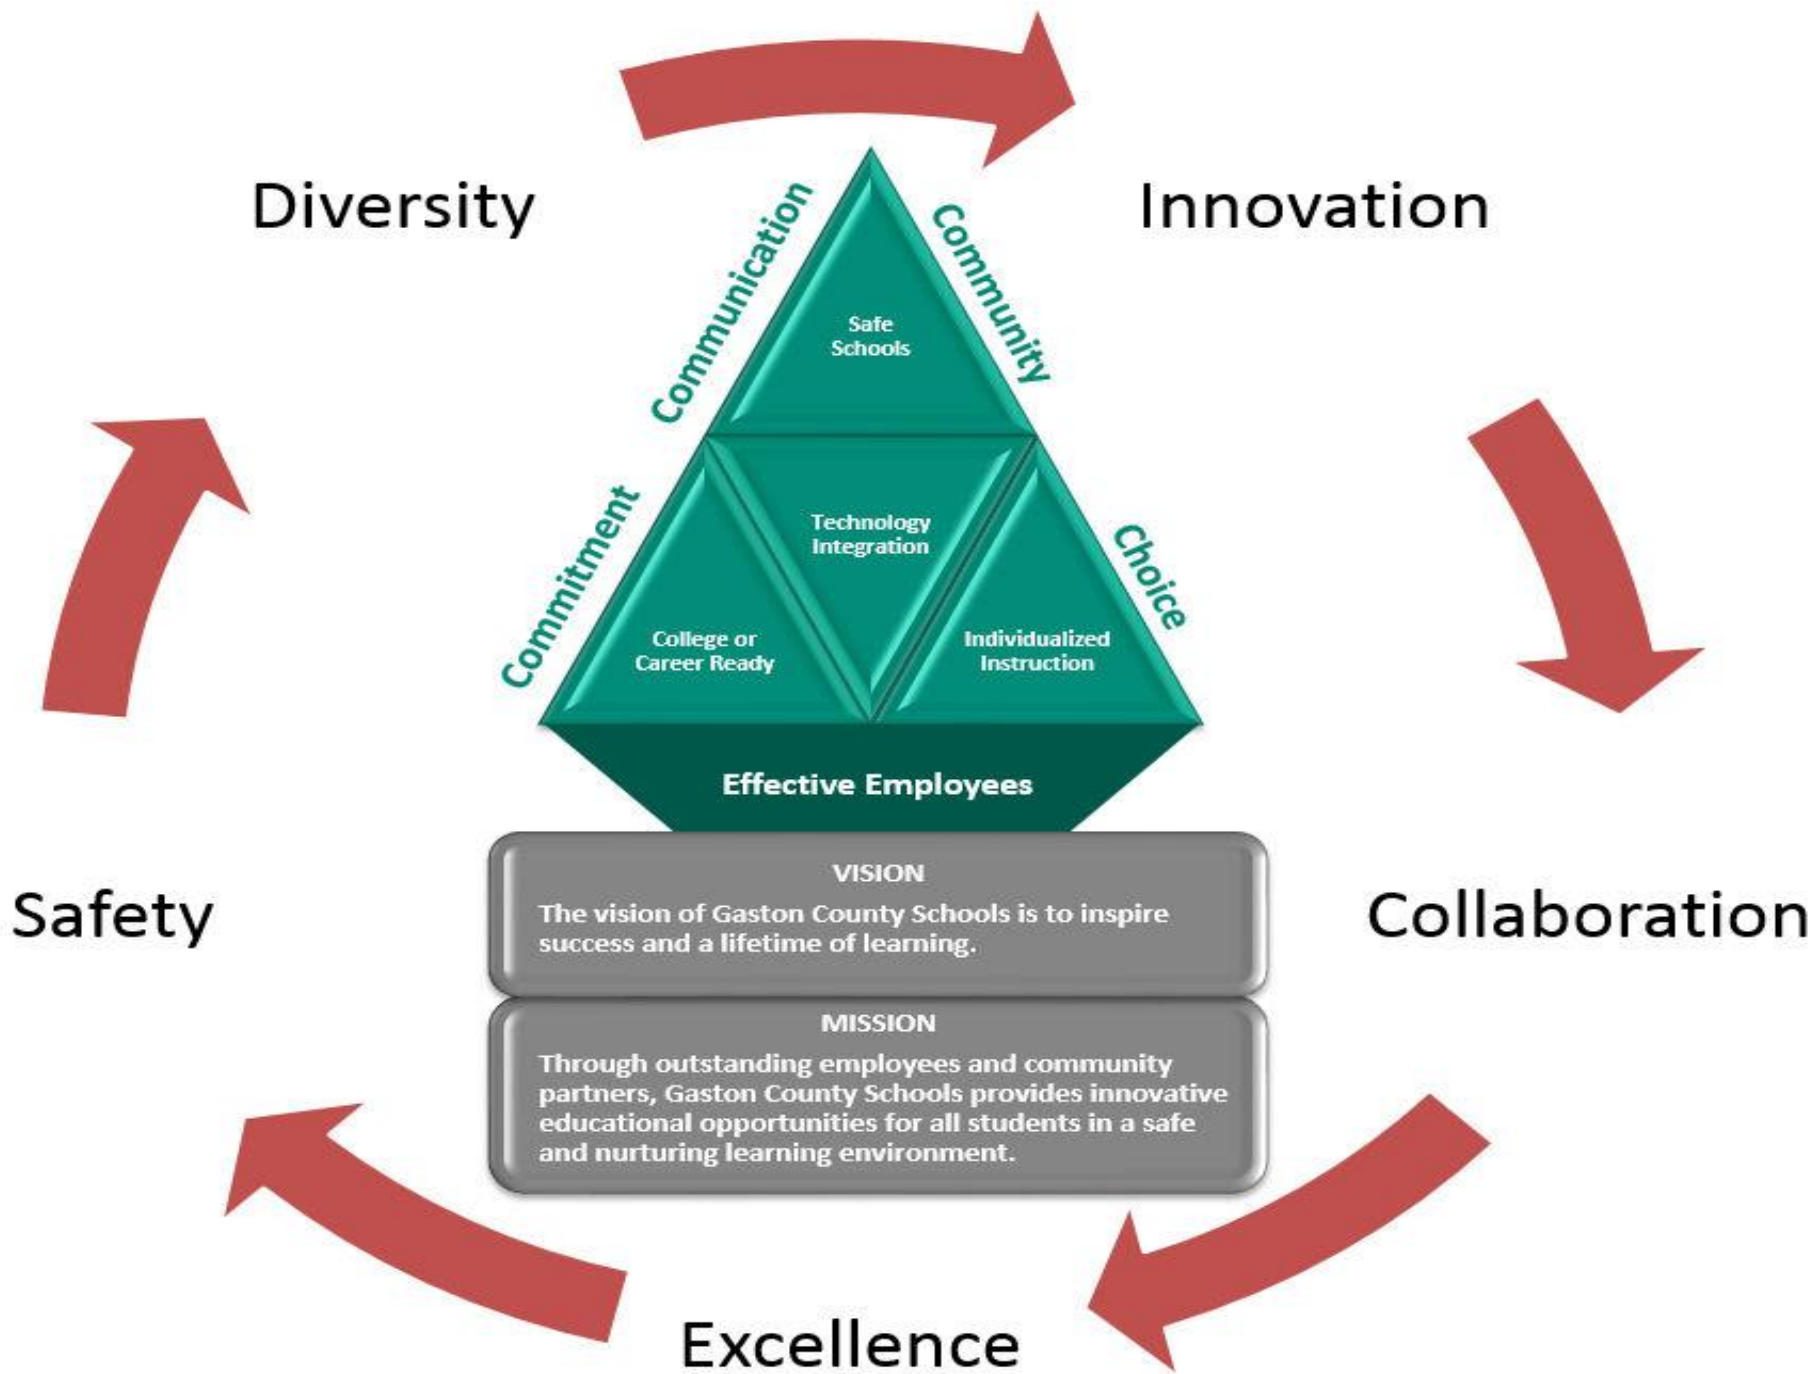 Diversity
Innovation
Communication
Community
Safe
Schools
Commitment
Technology
Integration
Choice
College or
Career Ready
Individualized
Instruction
Effective Employees
VISION
The vision of Gaston County Schools is to inspire
success and a lifetime of learning.
Safety
Collaboration
MISSION
Through outstanding employees and community
partners, Gaston County Schools provides innovative
educational opportunities for all students in a safe
and nurturing learning environment.
Excellence